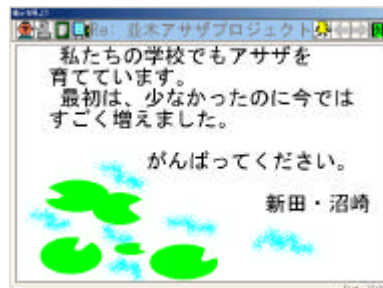 Re: 並木アサザプロジェクト
私たちの学校でもアサザを
育てています。
最初は、少なかったのに今では
すごく増えました。
がんばってください。
新田・沼崎